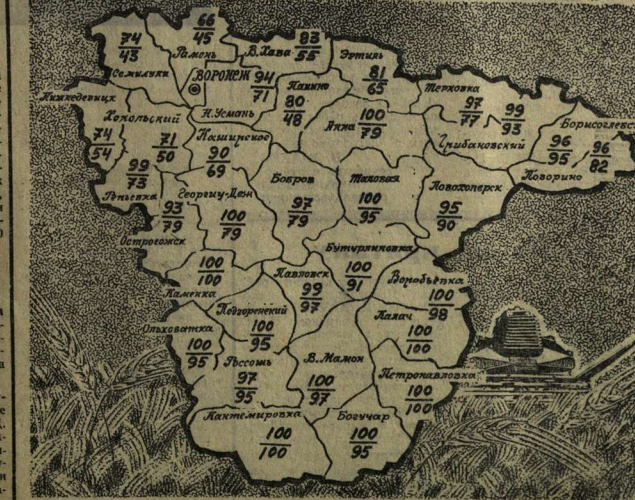 74
43
Семилуки
66
45
Рамонь
В.Хава
83
55
Эртиль
81
65
ВОРОНЕЖ
94
71
Н.Усмань
Панино
80
48
Терновка
97
77
99
93
Грибановский
Борисоглебск
96
95
96
82
Поворино
Нижнедевицк
74
54
Хохольский
71
50
Каширское
90
69
Анна
100
79
99
73
Репьевка
93
79
Острогожск
Георгиу-Деж
100
79
Бобров
97
79
Таловая
100
95
Новохоперск
95
90
100
100
Каменка
Бутурлиновка
100
91
Павловск
99
97
Воробьевка
100
98
Подгоренский
100
95
Ольховатка
100
95
Калач
100
100
Россошь
97
95
В.Мамон
100
97
Петропавловка
100
100
Кантемировка
100
100
Богучар
100
95